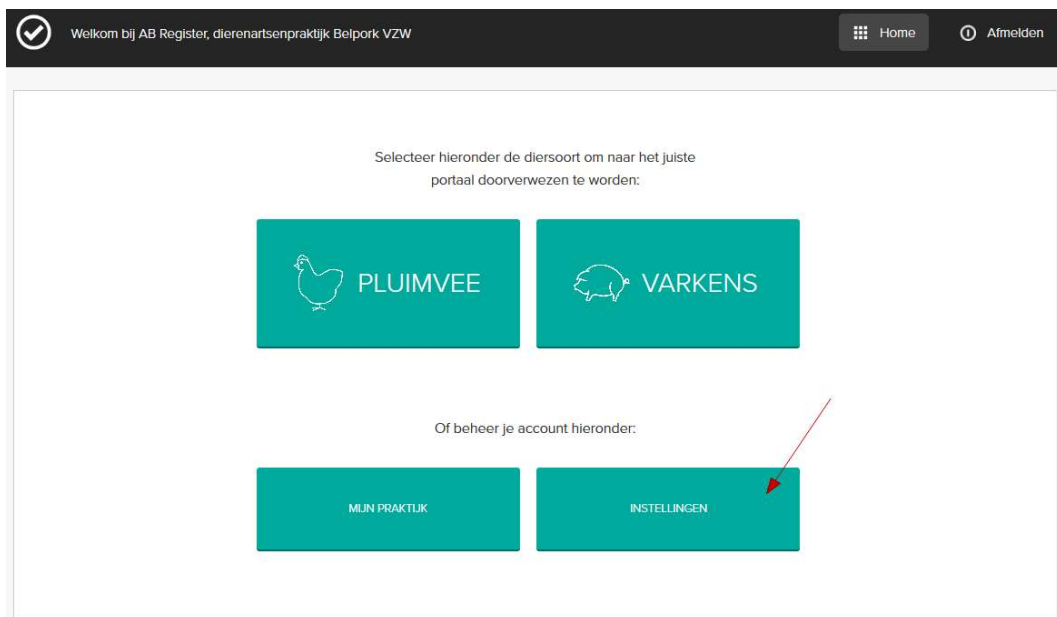 Welkom bij AB Register, dierenartsenpraktijk Belpork VZW
Home
Afmelden
Selecteer hieronder de diersoort om naar het juiste
portaal doorverwezen te worden:
PLUIMVEE
VARKENS
Of beheer je account hieronder:
MIJN PRAKTIJK
INSTELLINGEN